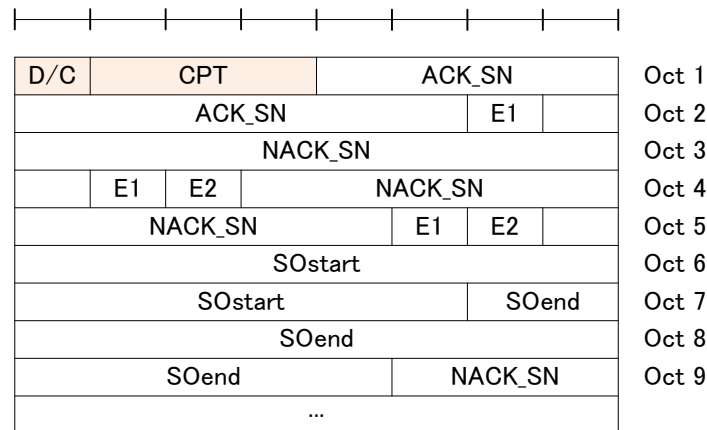 D/C CPT ACK_SN Oct 1
ACK_SN E1 Oct 2
NACK_SN Oct 3
E1 E2 NACK_SN Oct 4
NACK_SN E1 E2 Oct 5
SOstart Oct 6
SOstart SOend Oct 7
SOend Oct 8
SOend NACK_SN Oct 9
...